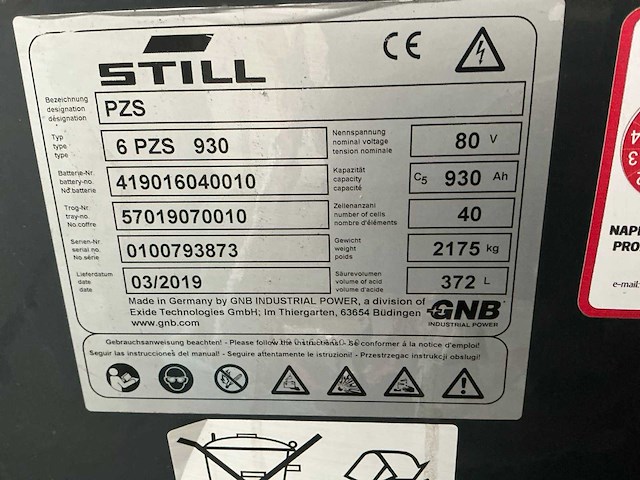 STILL
CE
Bezeichnung
designation
désignation
PZS
Typ
type
type
6 PZS 930
Nennspannung
nominal voltage
tension nominale
80 V
Batterie-Nr.
battery-no.
No.batterie
419016040010
Kapazität
capacity
capacité
C5 930 Ah
Trog-Nr.
tray-no.
No.coffre
57019070010
Zellenanzahl
number of cells
nombre d'éléments
40
Serien-Nr.
serial no.
No.série
0100793873
Gewicht
weight
poids
2175 kg
Lieferdatum
date
date
03/2019
Säurevolumen
volume of acid
volume d'acide
372 L
Made in Germany by GNB INDUSTRIAL POWER, a division of
Exide Technologies GmbH; Im Thiergarten, 63654 Büdingen
www.gnb.com
GNB
INDUSTRIAL POWER
Gebrauchsanweisung beachten! - Please follow the instructions! - Se conformer à la notice d'emploi!
Seguir las instrucciones del manual! - Seguire attentamente le istruzioni! - Przestrzegac instrukcji obslugi!
NAPI
PRO
e-mail: